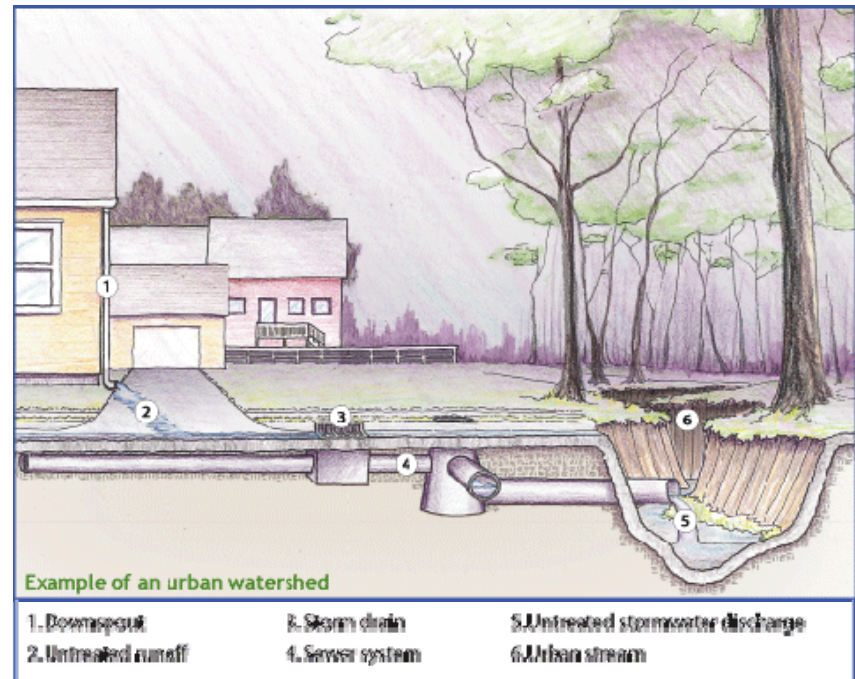 1
2
3
4
5
6
Example of an urban watershed
1. Downspout 3. Storm drain 5. Untreated stormwater discharge
2. Untreated runoff 4. Sewer system 6. Urban stream